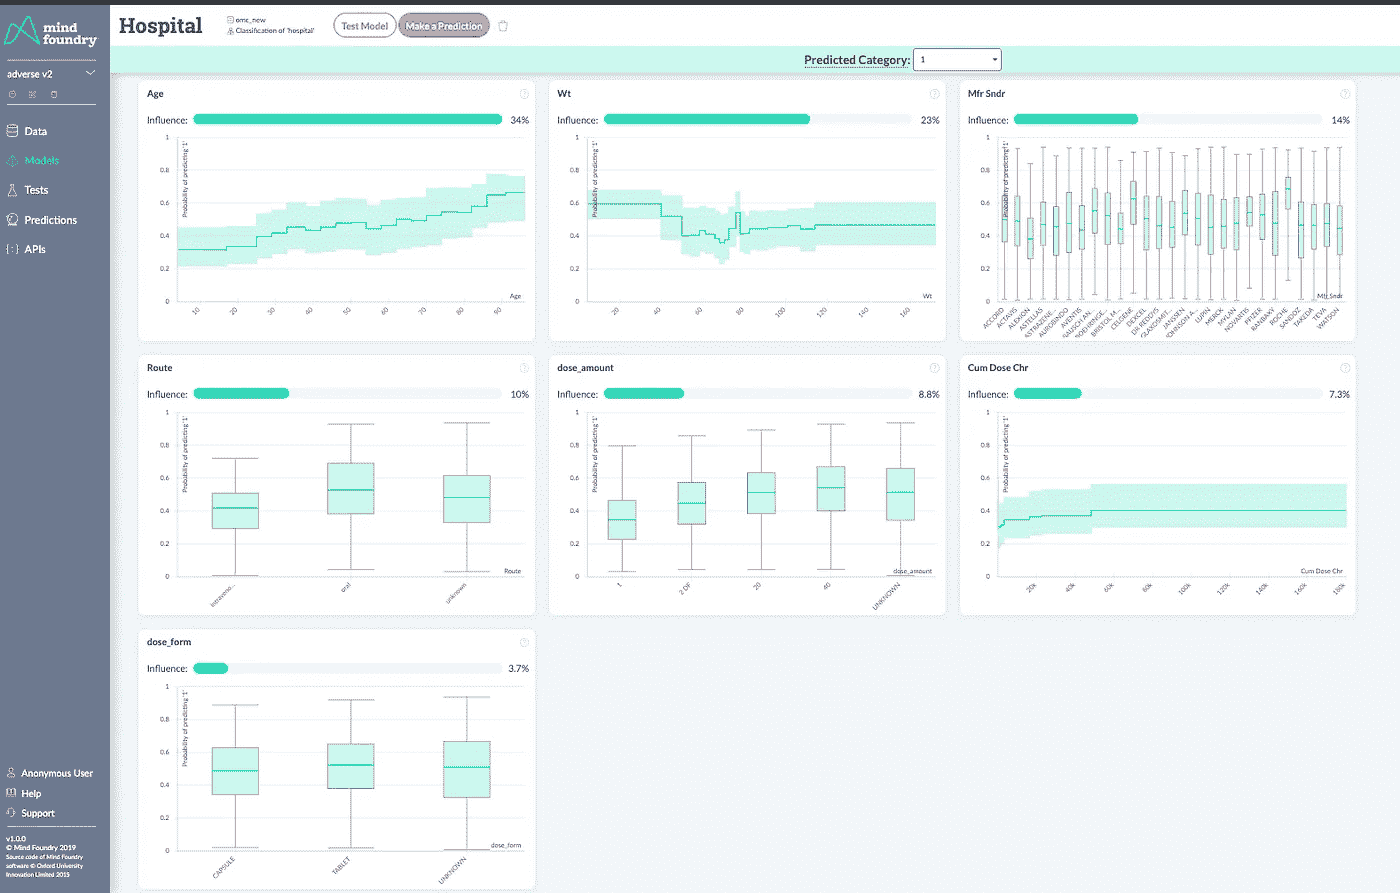 mind
foundry
adverse v2
Data
Models
Tests
Predictions
APIs
Anonymous User
Help
Support
v1.0.0
© Mind Foundry 2019
Source code of Mind Foundry
software © Oxford University
Innovation Limited 2015
Hospital
omc_new
Classification of 'hospital'
Test Model
Make a Prediction
Predicted Category:
1
Age
Influence:
34%
Probability of predicting '1'
1
0.8
0.6
0.4
0.2
0
10
20
30
40
50
60
70
80
90
Age
Wt
Influence:
23%
Probability of predicting '1'
1
0.8
0.6
0.4
0.2
0
20
40
60
80
100
120
140
160
Wt
Mfr Sndr
Influence:
14%
Probability of predicting '1'
1
0.8
0.6
0.4
0.2
0
ACCORD
ACTAVIS
ALEXION
ASTELLAS
ASTRAZENE...
AUROBINDO
AVENTIS
BAUSCH AN...
BOEHRINGE...
BRISTOL M...
CELGENE
DEXCEL
DR REDDYS
GLAXOSMIT...
JANSSEN
JOHNSON A...
LUPIN
MERCK
MYLAN
NOVARTIS
PFIZER
RANBAXY
ROCHE
SANDOZ
TAKEDA
TEVA
WATSON
Mfr Sndr
Route
Influence:
10%
Probability of predicting '1'
1
0.8
0.6
0.4
0.2
0
intraveno...
oral
unknown
Route
dose_amount
Influence:
8.8%
Probability of predicting '1'
1
0.8
0.6
0.4
0.2
0
1
2 DF
20
40
UNKNOWN
dose_amount
Cum Dose Chr
Influence:
7.3%
Probability of predicting '1'
1
0.8
0.6
0.4
0.2
0
20k
40k
60k
80k
100k
120k
140k
160k
180k
Cum Dose Chr
dose_form
Influence:
3.7%
Probability of predicting '1'
1
0.8
0.6
0.4
0.2
0
CAPSULE
TABLET
UNKNOWN
dose_form